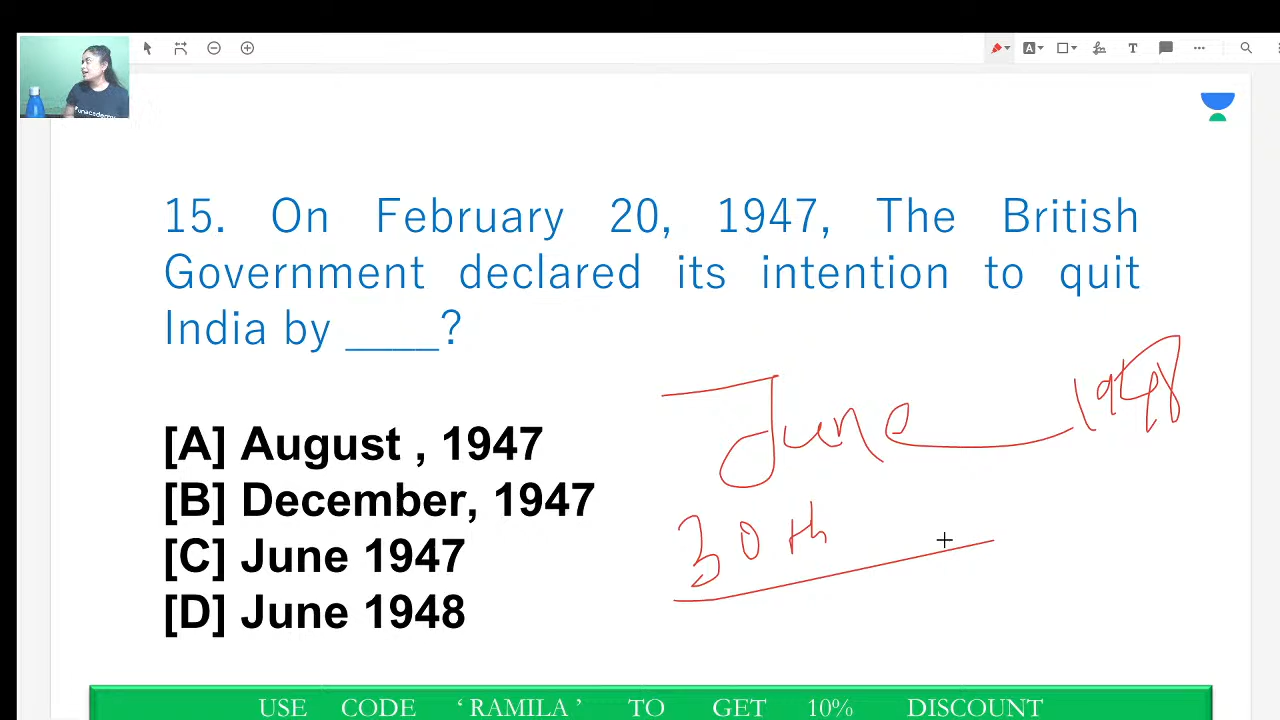 15. On February 20, 1947, The British
Government declared its intention to quit
India by ____?
June 1948
[A] August , 1947
[B] December, 1947
30th
[C] June 1947
[D] June 1948
USE CODE ‘ RAMILA ’ TO GET 10% DISCOUNT